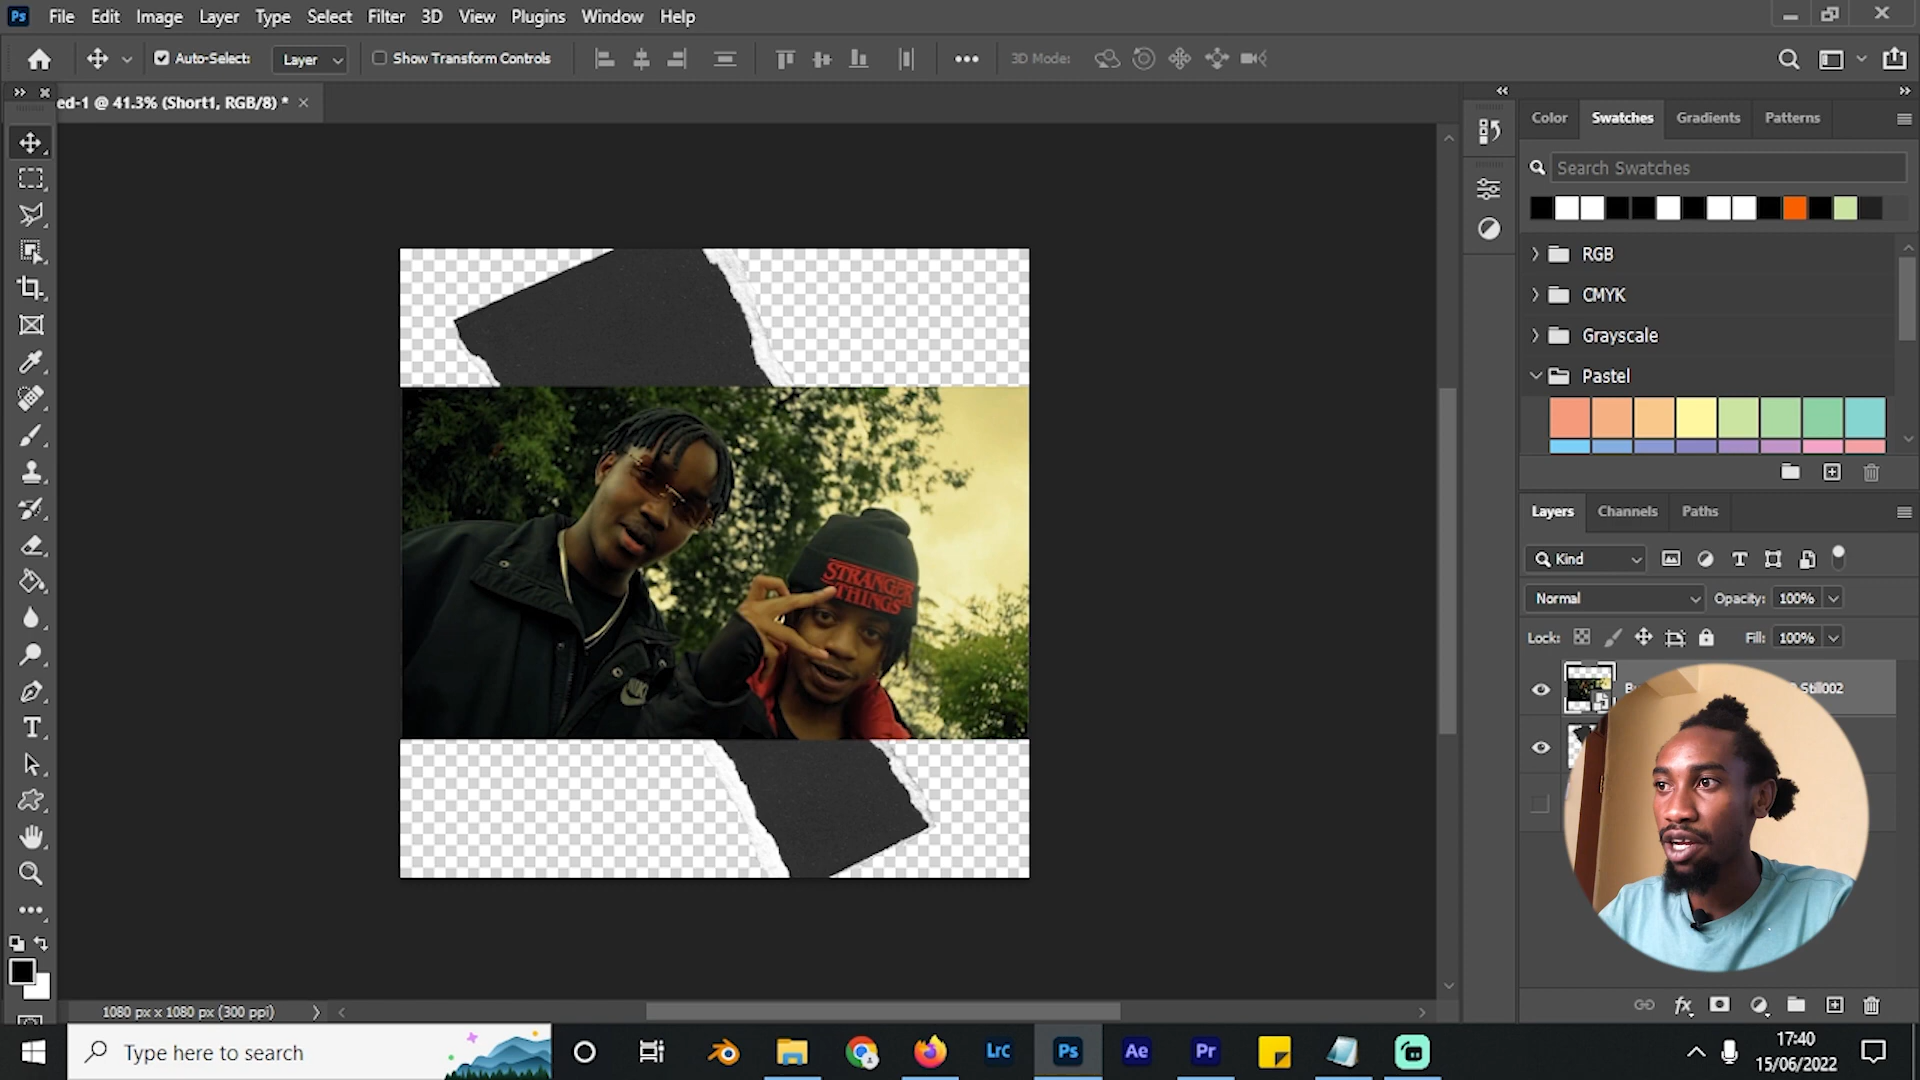 Ps File Edit Image Layer Type Select Filter 3D View Plugins Window Help
Auto-Select: Layer Show Transform Controls 3D Mode:
ed-1 @ 41.3% (Short1, RGB/8) *
Color Swatches Gradients Patterns
Search Swatches
RGB
CMYK
Grayscale
Pastel
STRANGER
THINGS
Layers Channels Paths
Kind
Normal Opacity: 100%
Lock: Fill: 100%
Still002
1080 px x 1080 px (300 ppi)
Type here to search
LrC Ps Ae Pr
17:40
15/06/2022